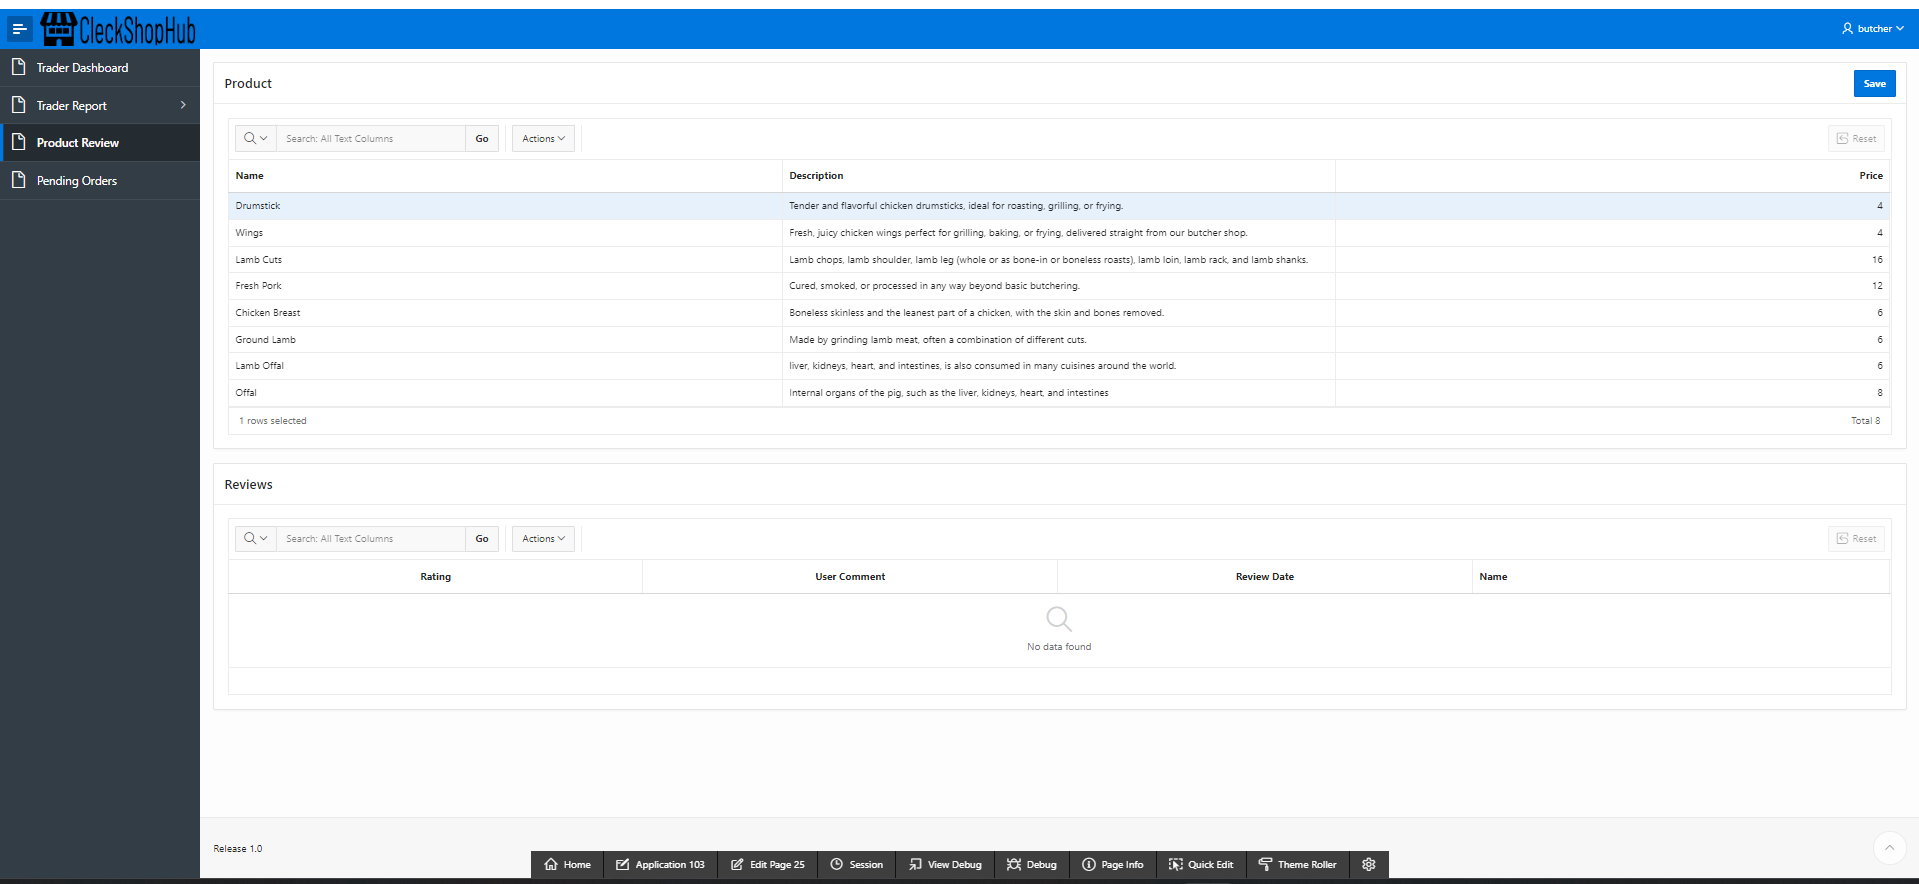 CleckShopHub
butcher
Trader Dashboard
Trader Report
Product Review
Pending Orders
Product
Save
Search: All Text Columns
Go
Actions
Reset
Name Description Price
Drumstick Tender and flavorful chicken drumsticks, ideal for roasting, grilling, or frying. 4
Wings Fresh, juicy chicken wings perfect for grilling, baking, or frying, delivered straight from our butcher shop. 4
Lamb Cuts Lamb chops, lamb shoulder, lamb leg (whole or as bone-in or boneless roasts), lamb loin, lamb rack, and lamb shanks. 16
Fresh Pork Cured, smoked, or processed in any way beyond basic butchering. 12
Chicken Breast Boneless skinless and the leanest part of a chicken, with the skin and bones removed. 6
Ground Lamb Made by grinding lamb meat, often a combination of different cuts. 6
Lamb Offal liver, kidneys, heart, and intestines, is also consumed in many cuisines around the world. 6
Offal Internal organs of the pig, such as the liver, kidneys, heart, and intestines 8
1 rows selected Total 8
Reviews
Search: All Text Columns
Go
Actions
Reset
Rating User Comment Review Date Name
No data found
Release 1.0
Home Application 103 Edit Page 25 Session View Debug Debug Page Info Quick Edit Theme Roller